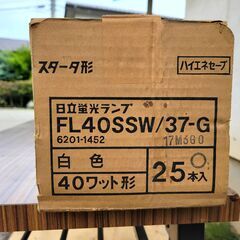 スタータ形
ハイエネセーブ
日立蛍光ランプ
FL40SSW/37-G
6201-1452
17M5G0
白色
40ワット形
25本入